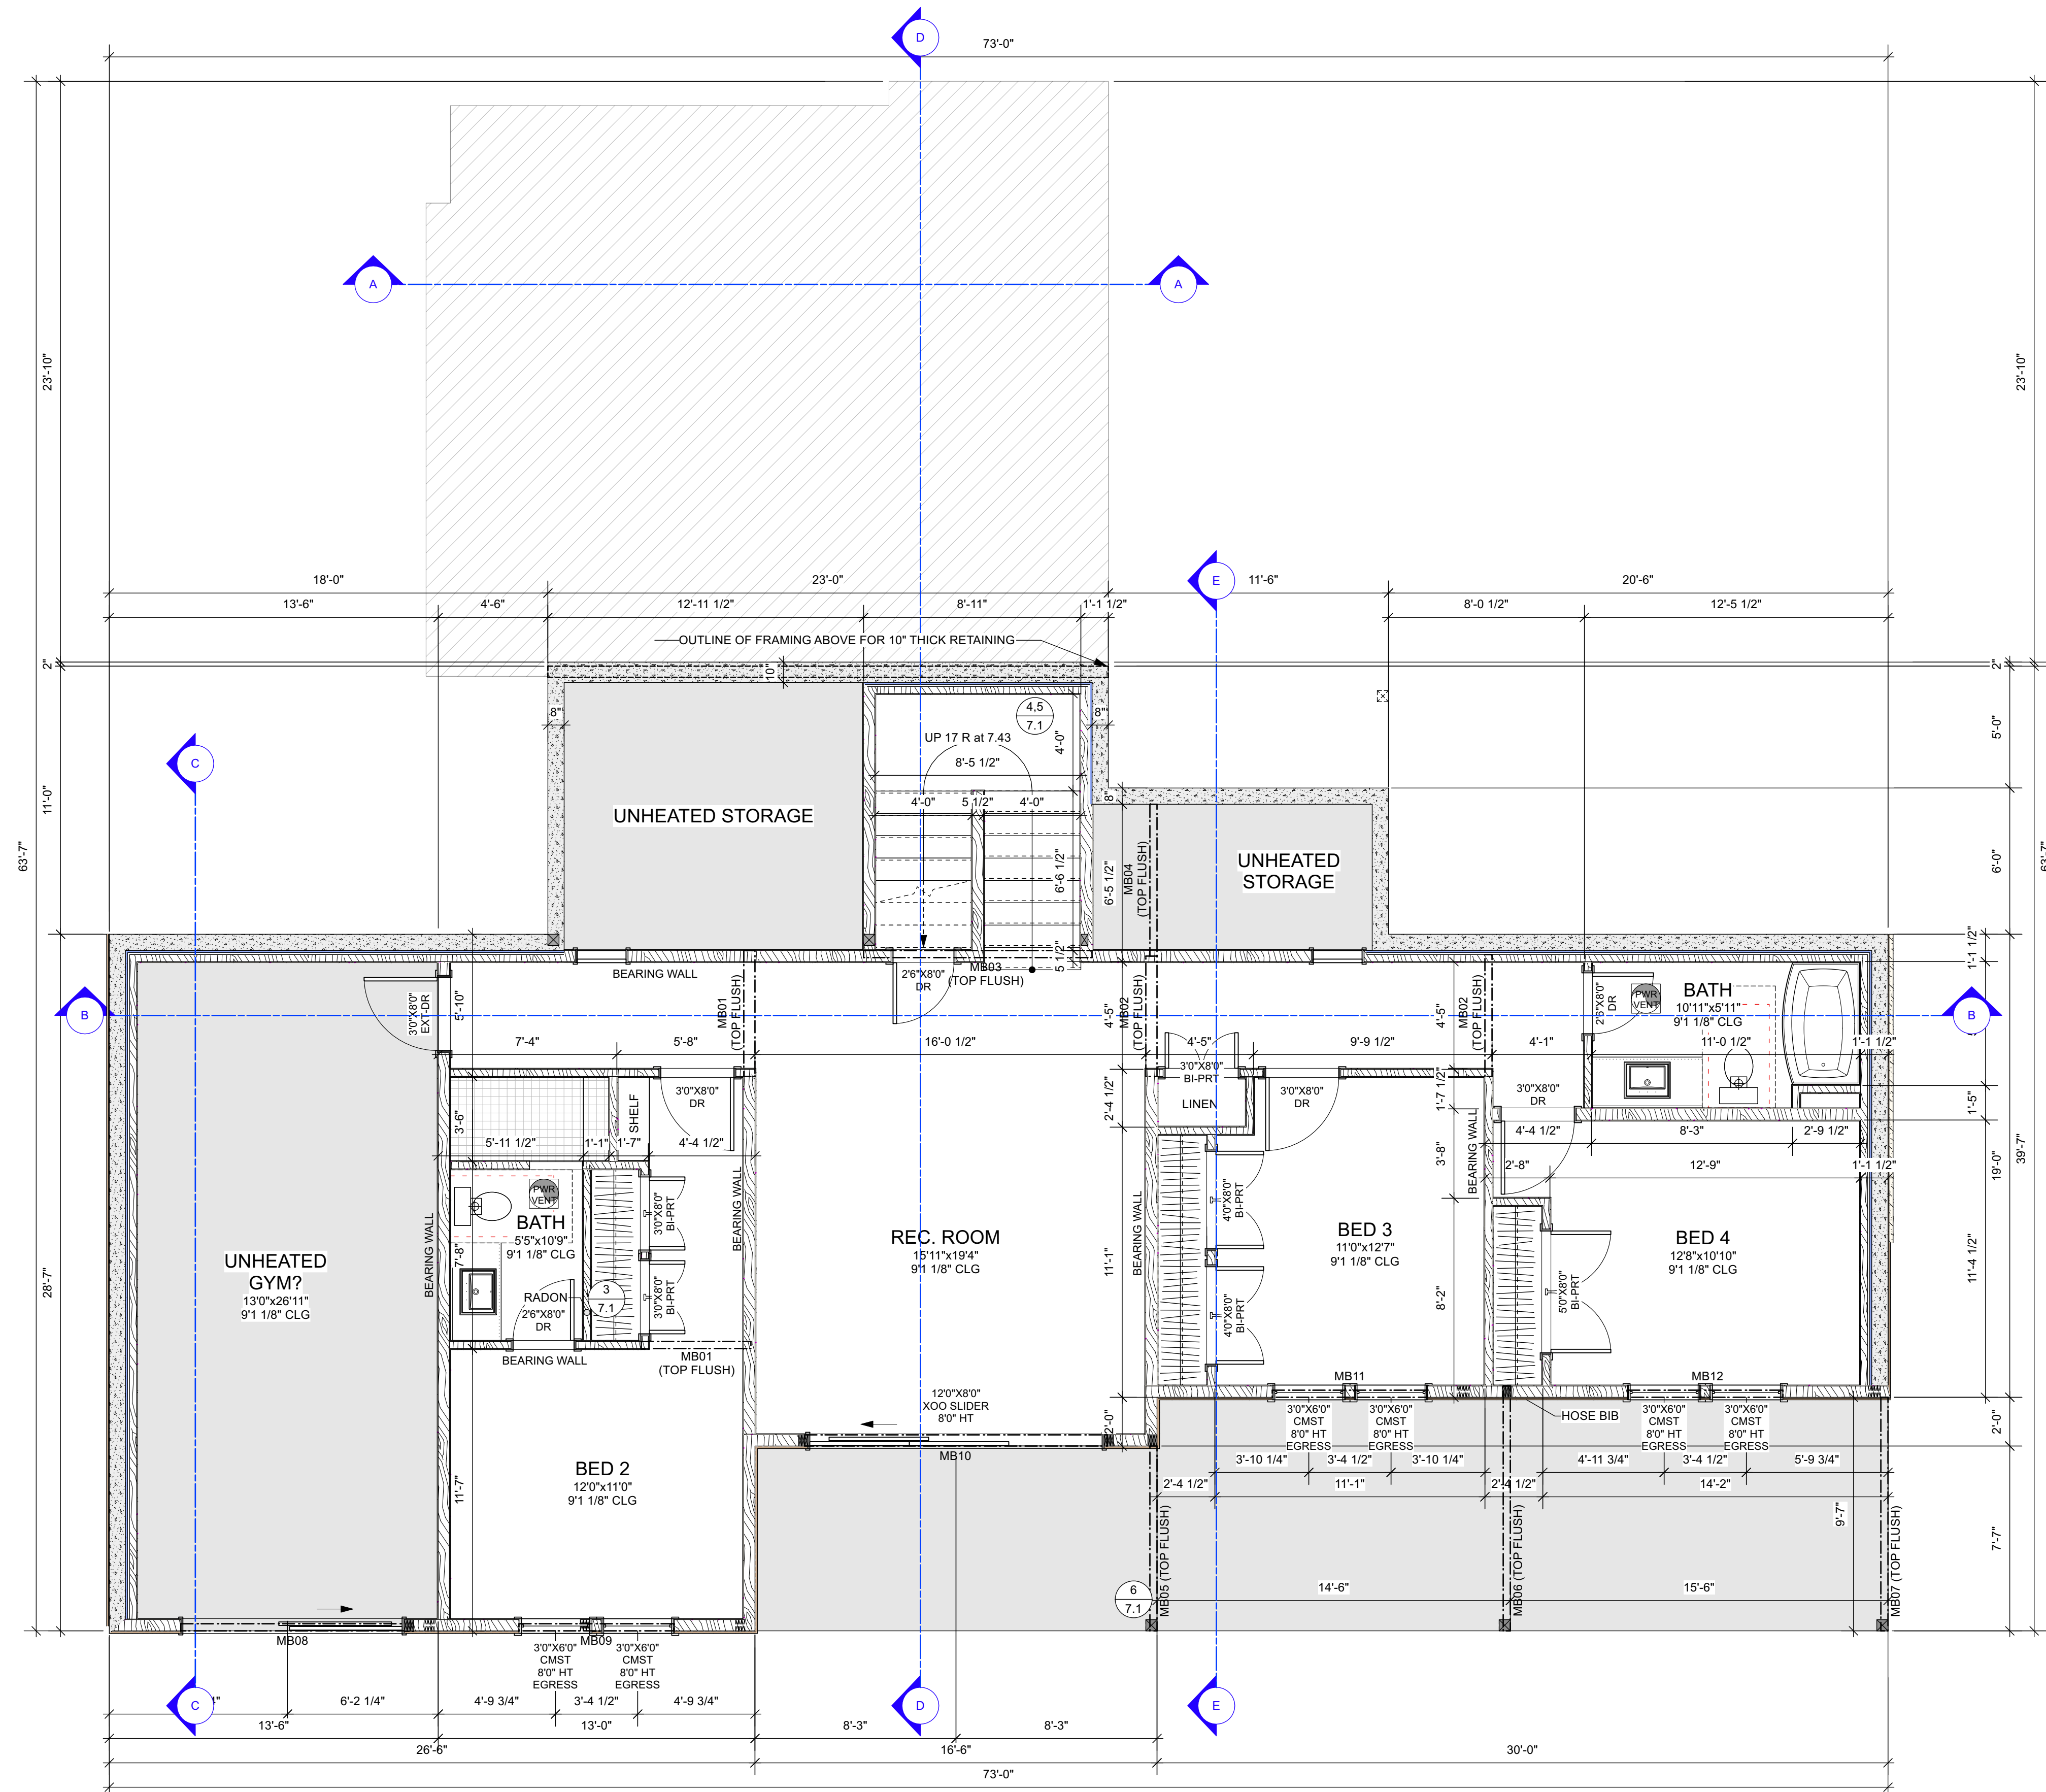 D
73'-0"
A
A
23'-10"
23'-10"
18'-0"
23'-0"
E
11'-6"
20'-6"
13'-6"
4'-6"
12'-11 1/2"
8'-11"
1'-1 1/2"
8'-0 1/2"
12'-5 1/2"
OUTLINE OF FRAMING ABOVE FOR 10" THICK RETAINING
2"
2"
10"
8"
8"
4,5
7.1
5'-0"
UP 17 R at 7.43
4'-0"
8'-5 1/2"
C
11'-0"
63'-7"
63'-7"
4'-0"
5 1/2"
4'-0"
8"
UNHEATED STORAGE
6'-6 1/2"
6'-5 1/2"
MB04
(TOP FLUSH)
UNHEATED
STORAGE
6'-0"
5 1/2"
1'-1 1/2"
BEARING WALL
2'6"X8'0"
DR
MB03
(TOP FLUSH)
B
B
3'0"X8'0"
EXT-DR
5'-10"
MB01
(TOP FLUSH)
4'-5"
MB02
(TOP FLUSH)
4'-5"
MB02
(TOP FLUSH)
2'6"X8'0"
DR
PWR
VENT
BATH
10'11"x5'11"
9'1 1/8" CLG
7'-4"
5'-8"
16'-0 1/2"
4'-5"
9'-9 1/2"
4'-1"
11'-0 1/2"
1'-1 1/2"
3'0"X8'0"
DR
3'0"X8'0"
BI-PRT
LINEN
3'0"X8'0"
DR
3'0"X8'0"
DR
2'-4 1/2"
1'-7 1/2"
1'-5"
SHELF
3'-6"
5'-11 1/2"
1'-1"
1'-7"
4'-4 1/2"
3'-8"
BEARING WALL
4'-4 1/2"
8'-3"
2'-9 1/2"
2'-8"
12'-9"
1'-1 1/2"
19'-0"
39'-7"
PWR
VENT
BATH
5'5"x10'9"
9'1 1/8" CLG
7'-8"
3'0"X8'0"
BI-PRT
3'0"X8'0"
BI-PRT
BEARING WALL
BEARING WALL
RADON
3
7.1
2'6"X8'0"
DR
BEARING WALL
MB01
(TOP FLUSH)
UNHEATED
GYM?
13'0"x26'11"
9'1 1/8" CLG
28'-7"
REC. ROOM
15'11"x19'4"
9'1 1/8" CLG
11'-1"
BEARING WALL
4'0"X8'0"
BI-PRT
4'0"X8'0"
BI-PRT
BED 3
11'0"x12'7"
9'1 1/8" CLG
8'-2"
5'0"X8'0"
BI-PRT
BED 4
12'8"x10'10"
9'1 1/8" CLG
11'-4 1/2"
12'0"X8'0"
XOO SLIDER
8'0" HT
MB10
2'-0"
MB11
MB12
HOSE BIB
3'0"X6'0"
CMST
8'0" HT
EGRESS
3'0"X6'0"
CMST
8'0" HT
EGRESS
3'0"X6'0"
CMST
8'0" HT
EGRESS
3'0"X6'0"
CMST
8'0" HT
EGRESS
2'-0"
3'-10 1/4"
3'-4 1/2"
3'-10 1/4"
4'-11 3/4"
3'-4 1/2"
5'-9 3/4"
2'-4 1/2"
11'-1"
2'-4 1/2"
14'-2"
BED 2
12'0"x11'0"
9'1 1/8" CLG
11'-7"
9'-7"
7'-7"
MB05 (TOP FLUSH)
MB06 (TOP FLUSH)
MB07 (TOP FLUSH)
14'-6"
15'-6"
6
7.1
MB08
MB09
3'0"X6'0"
CMST
8'0" HT
EGRESS
3'0"X6'0"
CMST
8'0" HT
EGRESS
C
D
E
6'-2 1/4"
4'-9 3/4"
3'-4 1/2"
4'-9 3/4"
13'-6"
13'-0"
8'-3"
8'-3"
26'-6"
16'-6"
30'-0"
73'-0"